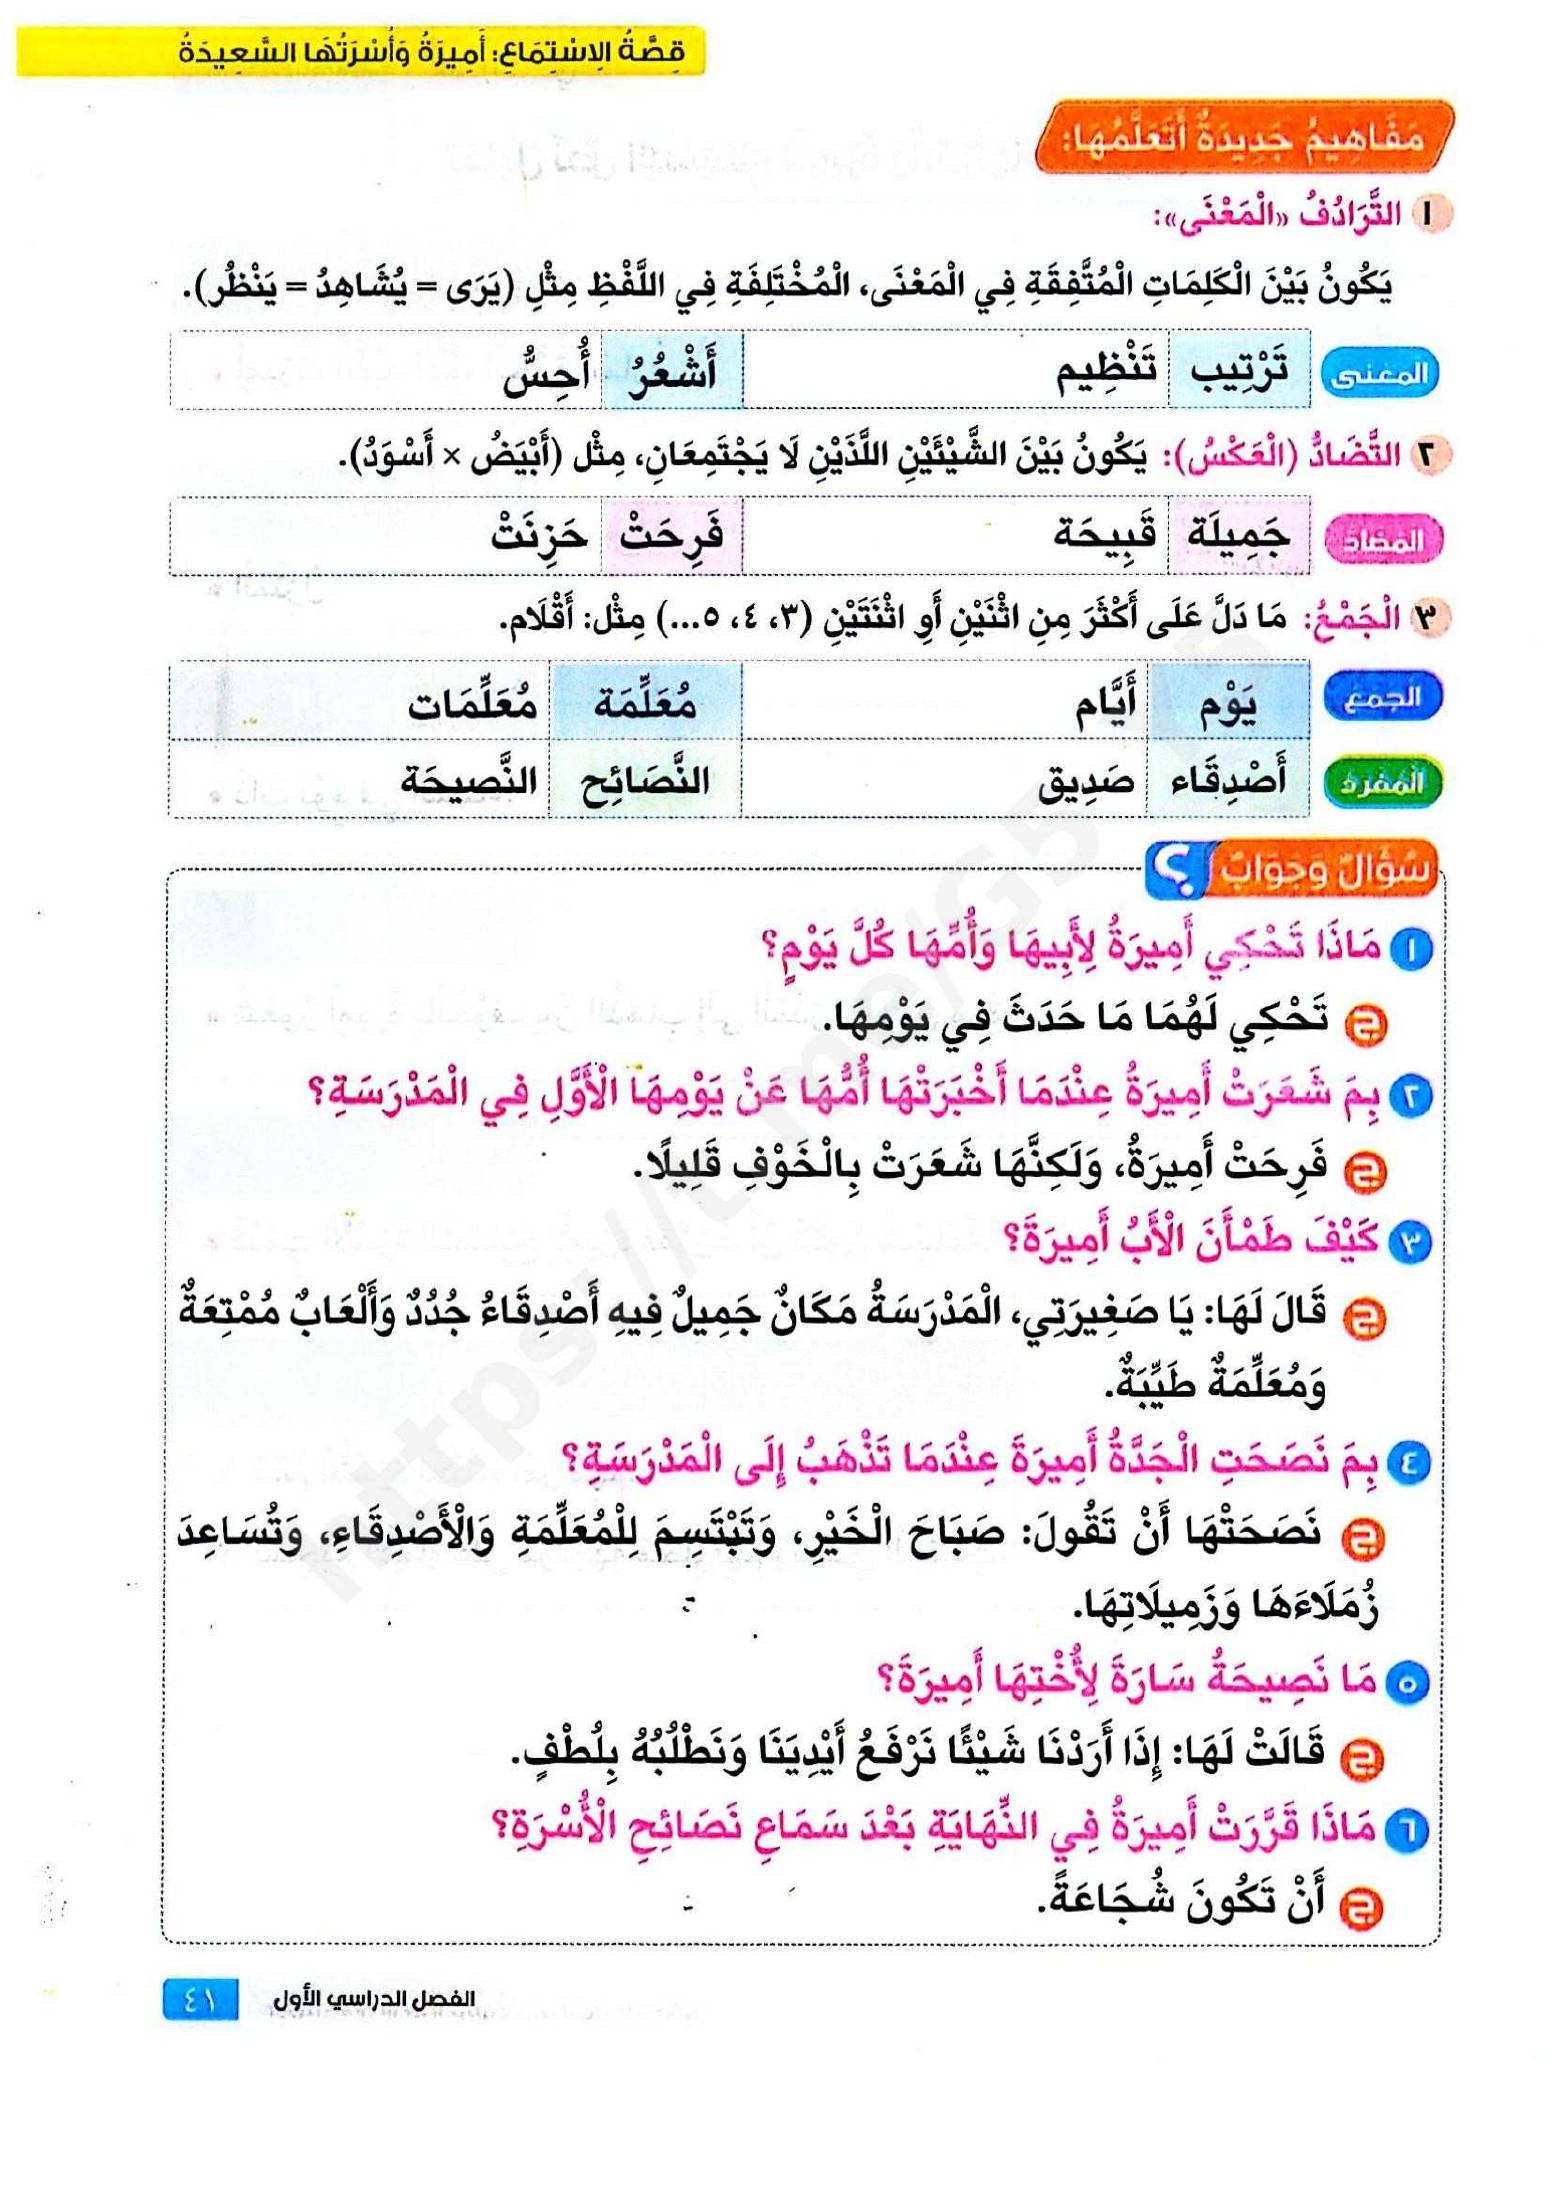 قِصَّةُ الِاسْتِمَاعِ: أَمِيرَةُ وَأُسْرَتُهَا السَّعِيدَةُ
مَفَاهِيمُ جَدِيدَةٌ أَتَعَلَّمُهَا:
١ التَّرَادُفُ «الْمَعْنَى»:
يَكُونُ بَيْنَ الْكَلِمَاتِ الْمُتَّفِقَةِ فِي الْمَعْنَى، الْمُخْتَلِفَةِ فِي اللَّفْظِ مِثْلِ (يَرَى = يُشَاهِدُ = يَنْظُر).
المعنى تَرْتِيب تَنْظِيم أَشْعُرُ أُحِسُّ
٢ التَّضَادُّ (الْعَكْسُ): يَكُونُ بَيْنَ الشَّيْئَيْنِ اللَّذَيْنِ لَا يَجْتَمِعَانِ، مِثْل (أَبْيَضُ × أَسْوَدُ).
المضاد جَمِيلَة قَبِيحَة فَرِحَتْ حَزِنَتْ
٣ الْجَمْعُ: مَا دَلَّ عَلَى أَكْثَرَ مِنِ اثْنَيْنِ أَوِ اثْنَتَيْنِ (٣، ٤، ٥...) مِثْل: أَقْلَام.
الجمع يَوْم أَيَّام مُعَلِّمَة مُعَلِّمَات
الْمُفْرَد أَصْدِقَاء صَدِيق النَّصَائِح النَّصيحَة
سُؤَالٌ وَجَوَابٌ ؟
١ مَاذَا تَحْكِي أَمِيرَةُ لِأَبِيهَا وَأُمِّهَا كُلَّ يَوْمٍ؟
ج تَحْكِي لَهُمَا مَا حَدَثَ فِي يَوْمِهَا.
٢ بِمَ شَعَرَتْ أَمِيرَةُ عِنْدَمَا أَخْبَرَتْهَا أُمُّهَا عَنْ يَوْمِهَا الْأَوَّلِ فِي الْمَدْرَسَةِ؟
ج فَرِحَتْ أَمِيرَةُ، وَلَكِنَّهَا شَعَرَتْ بِالْخَوْفِ قَلِيلًا.
٣ كَيْفَ طَمْأَنَ الْأَبُ أَمِيرَةَ؟
ج قَالَ لَهَا: يَا صَغِيرَتِي، الْمَدْرَسَةُ مَكَانٌ جَمِيلٌ فِيهِ أَصْدِقَاءُ جُدُدٌ وَأَلْعَابٌ مُمْتِعَةٌ
وَمُعَلِّمَةٌ طَيِّبَةٌ.
٤ بِمَ نَصَحَتِ الْجَدَّةُ أَمِيرَةَ عِنْدَمَا تَذْهَبُ إِلَى الْمَدْرَسَةِ؟
ج نَصَحَتْهَا أَنْ تَقُولَ: صَبَاحَ الْخَيْرِ، وَتَبْتَسِمَ لِلْمُعَلِّمَةِ وَالْأَصْدِقَاءِ، وَتُسَاعِدَ
زُمَلَاءَهَا وَزَمِيلَاتِهَا.
٥ مَا نَصِيحَةُ سَارَةَ لِأُخْتِهَا أَمِيرَةَ؟
ج قَالَتْ لَهَا: إِذَا أَرَدْنَا شَيْئًا نَرْفَعُ أَيْدِيَنَا وَنَطْلُبُهُ بِلُطْفٍ.
٦ مَاذَا قَرَّرَتْ أَمِيرَةُ فِي النِّهَايَةِ بَعْدَ سَمَاعِ نَصَائِحِ الْأُسْرَةِ؟
ج أَنْ تَكُونَ شُجَاعَةً.
الفصل الدراسي الأول ٤١